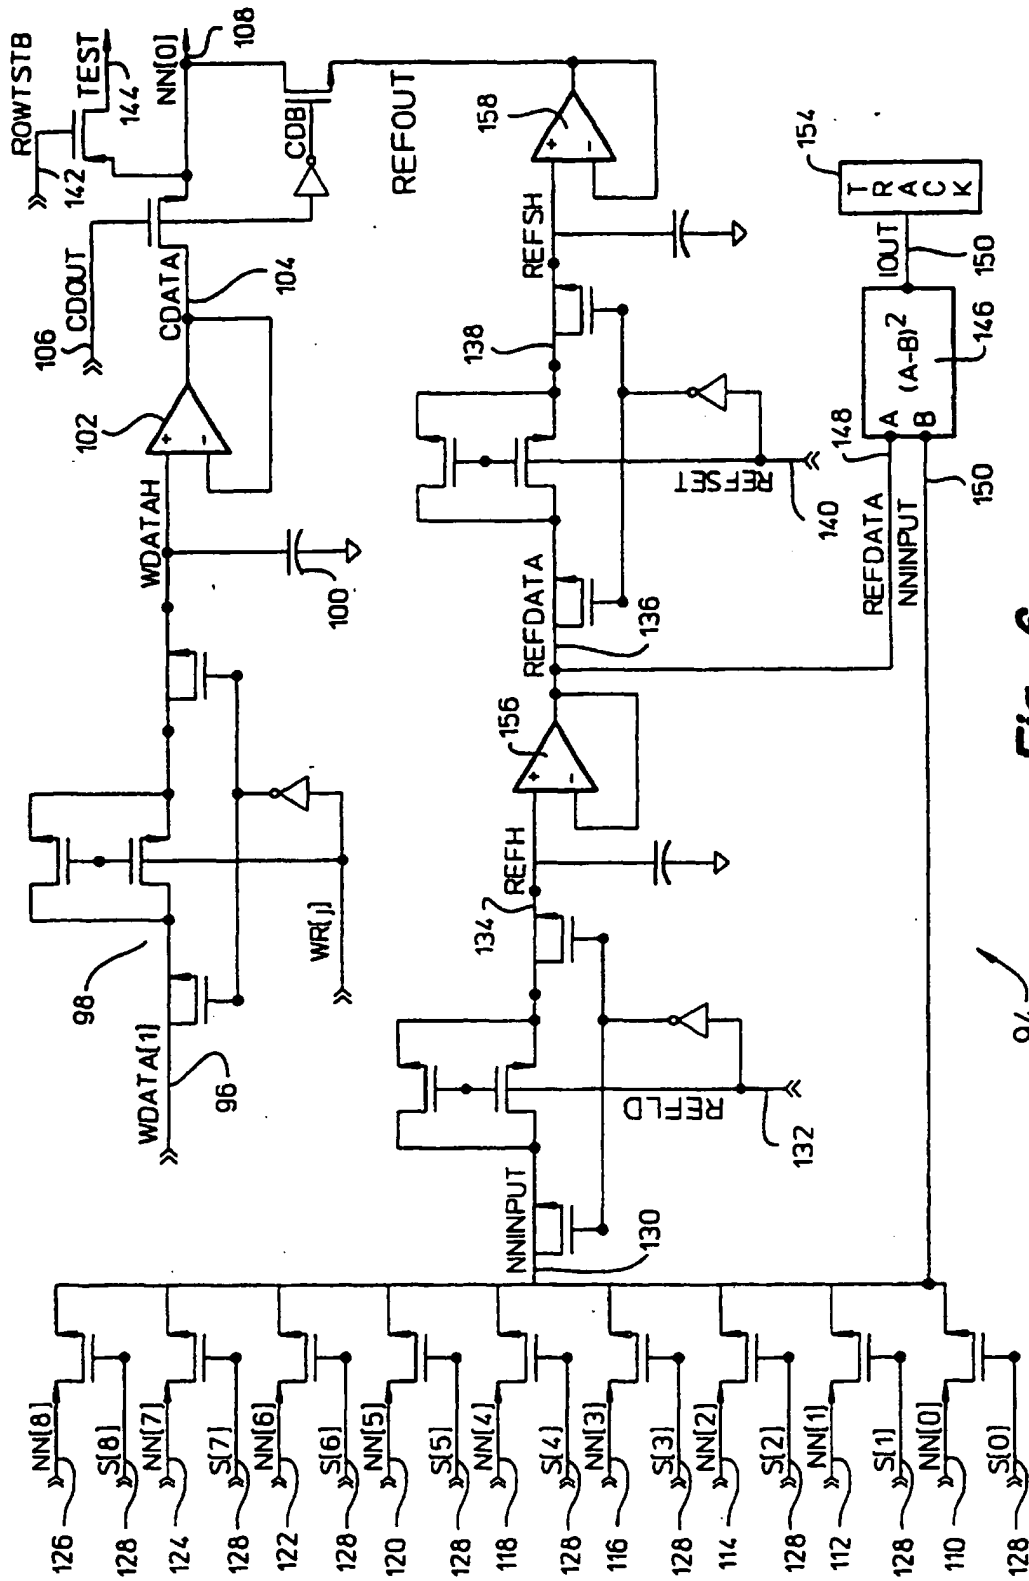 ROWTSTB
142
TEST
144
NN[0]
108
CDOUT
106
CDATA
104
CDB
102
+
-
WDATAH
100
98
WR[j]
WDATA[1]
96
REFOUT
158
+
-
REFSH
138
REFSET
140
REFDATA
136
156
+
-
REFH
134
REFLD
132
NNINPUT
130
154
TRACK
IOUT
150
(A-B)²
146
A
B
148
REFDATA
NNINPUT
150
NN[8]
126
S[8]
128
NN[7]
124
S[7]
128
NN[6]
122
S[6]
128
NN[5]
120
S[5]
128
NN[4]
118
S[4]
128
NN[3]
116
S[3]
128
NN[2]
114
S[2]
128
NN[1]
112
S[1]
128
NN[0]
110
S[0]
128